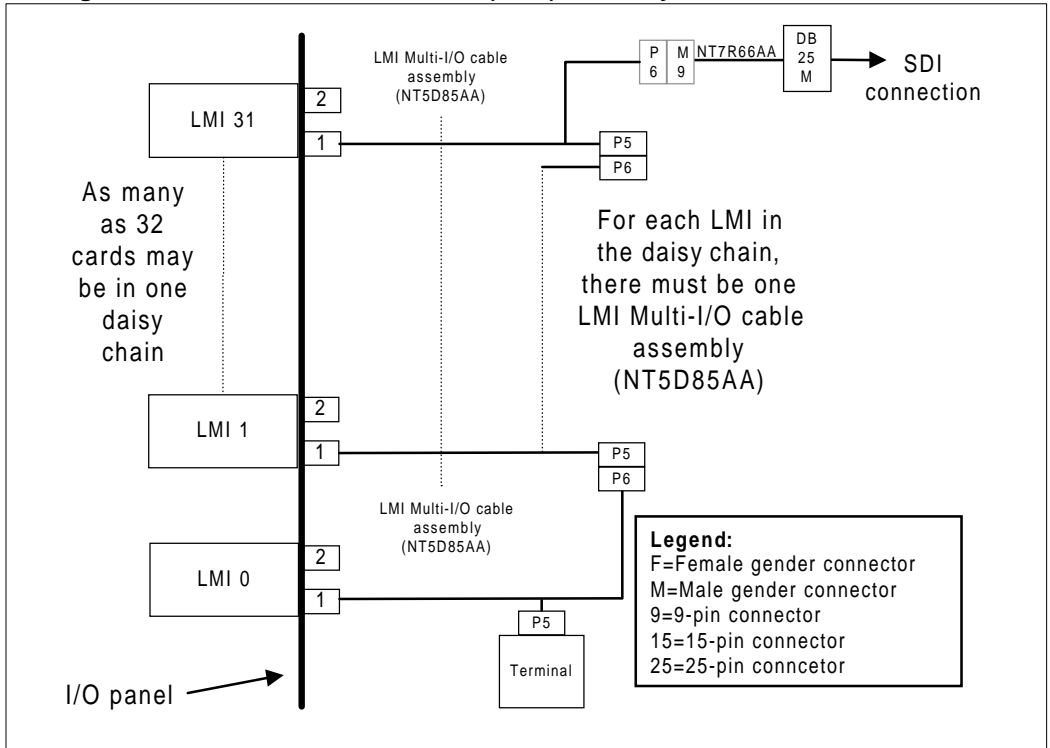 LMI Multi-I/O cable
assembly
(NT5D85AA)
P
6
M
9
NT7R66AA
DB
25
M
SDI
connection
LMI 31
2
1
P5
P6
As many
as 32
cards may
be in one
daisy
chain
For each LMI in
the daisy chain,
there must be one
LMI Multi-I/O cable
assembly
(NT5D85AA)
LMI 1
2
1
P5
P6
LMI Multi-I/O cable
assembly
(NT5D85AA)
LMI 0
2
1
P5
Terminal
Legend:
F=Female gender connector
M=Male gender connector
9=9-pin connector
15=15-pin connector
25=25-pin conncetor
I/O panel